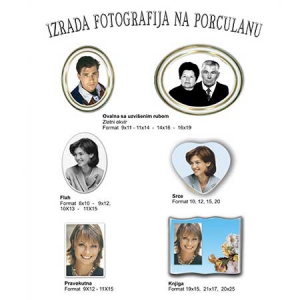 IZRADA FOTOGRAFIJA NA PORCULANU
Ovalna sa uzvišenim rubom
Zlatni okvir
Format 9x11 - 11x14 - 14x18 - 18x19
Flah
Format 8x10 - 9x12,
10X13 - 11X15
Srce
Format 10, 12, 15, 20
Pravokutna
Format 9X12 - 11X15
Knjiga
Format 19x15, 21x17, 20x25